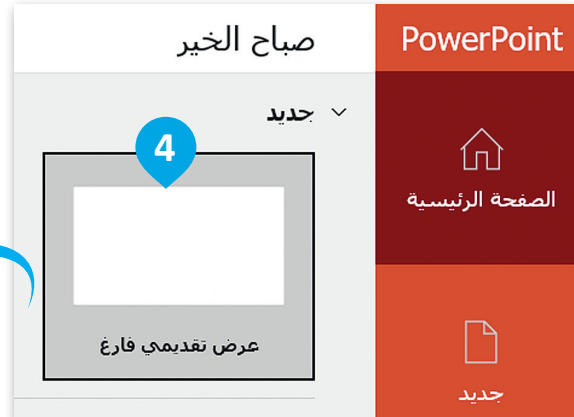 PowerPoint
الصفحة الرئيسية
جديد
صباح الخير
جديد
4
عرض تقديمي فارغ